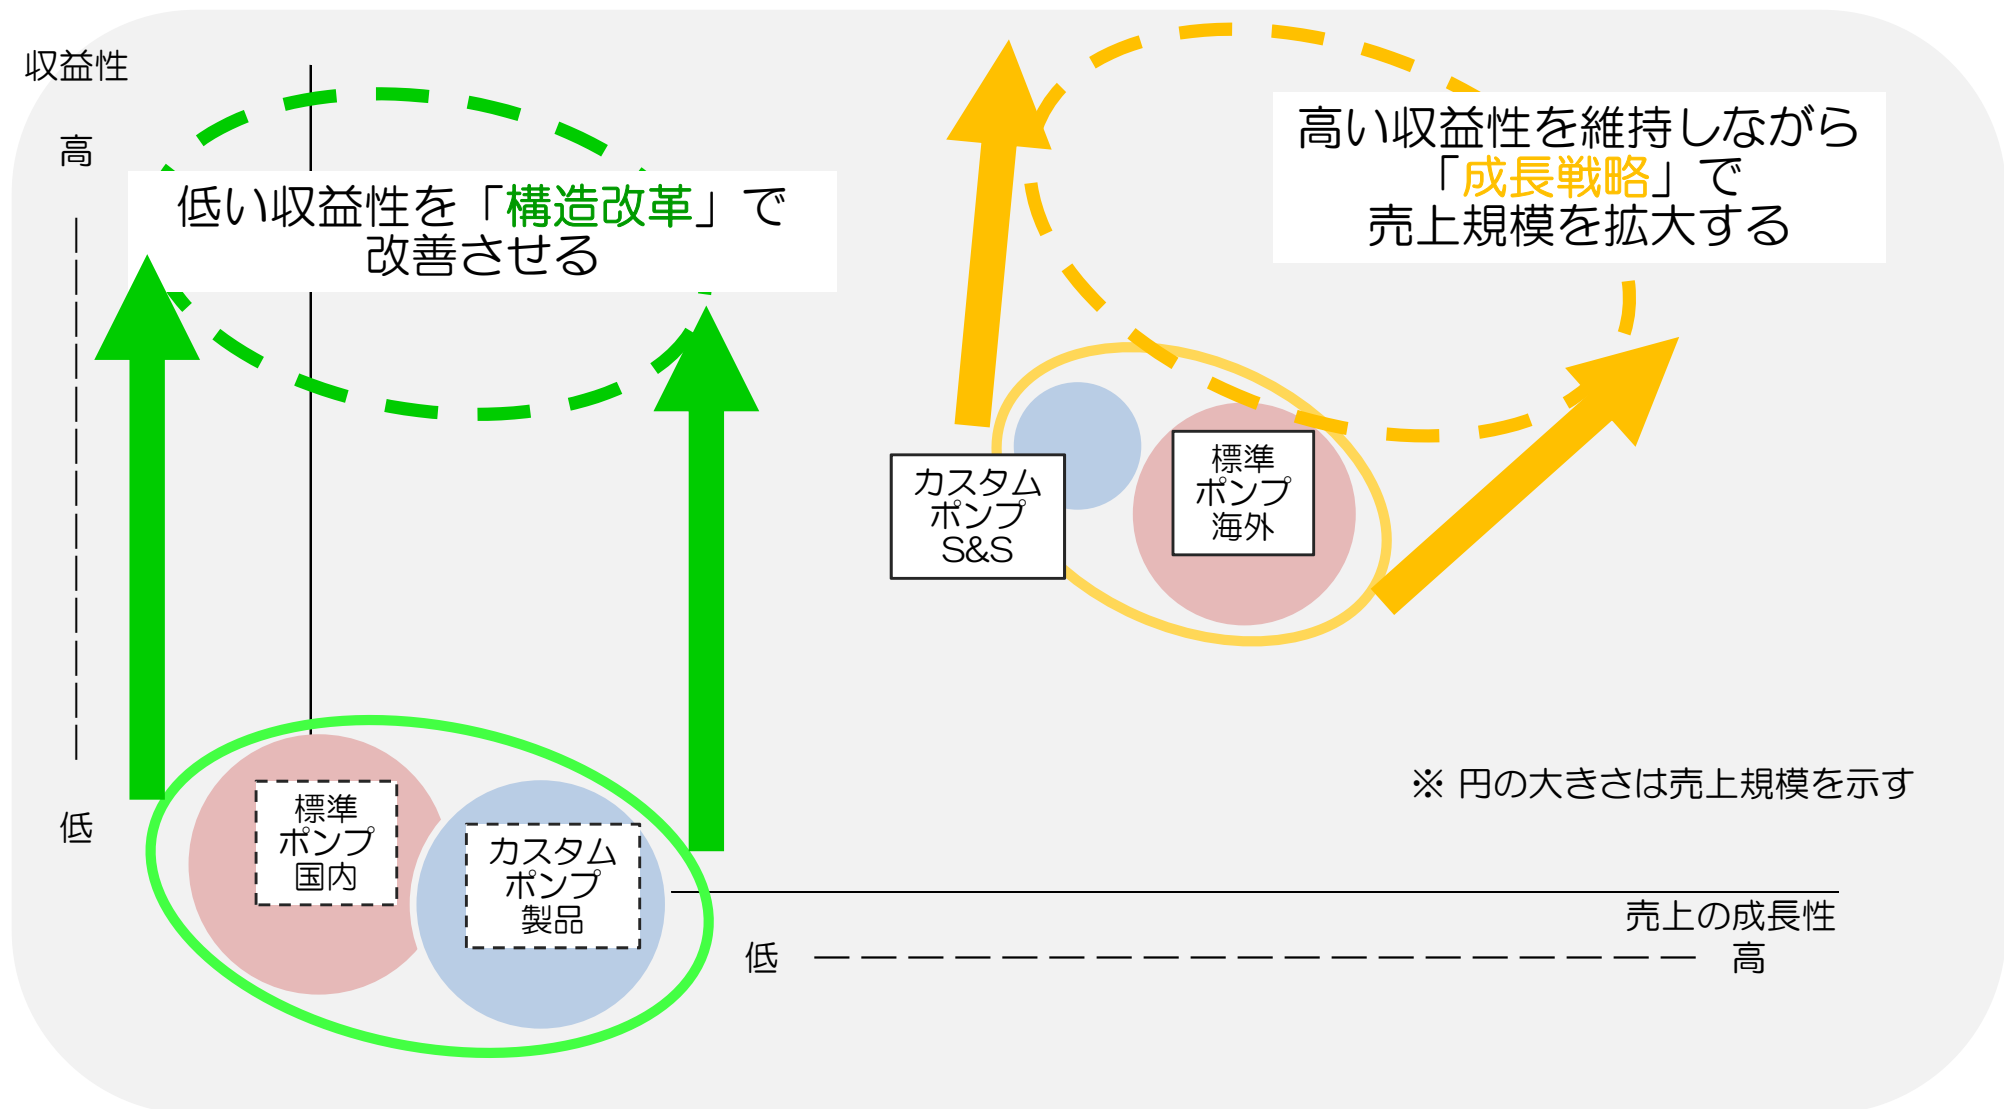 収益性
高
低い収益性を「構造改革」で
改善させる
高い収益性を維持しながら
「成長戦略」で
売上規模を拡大する
カスタム
ポンプ
S&S
標準
ポンプ
海外
※ 円の大きさは売上規模を示す
低
標準
ポンプ
国内
カスタム
ポンプ
製品
売上の成長性
低
高